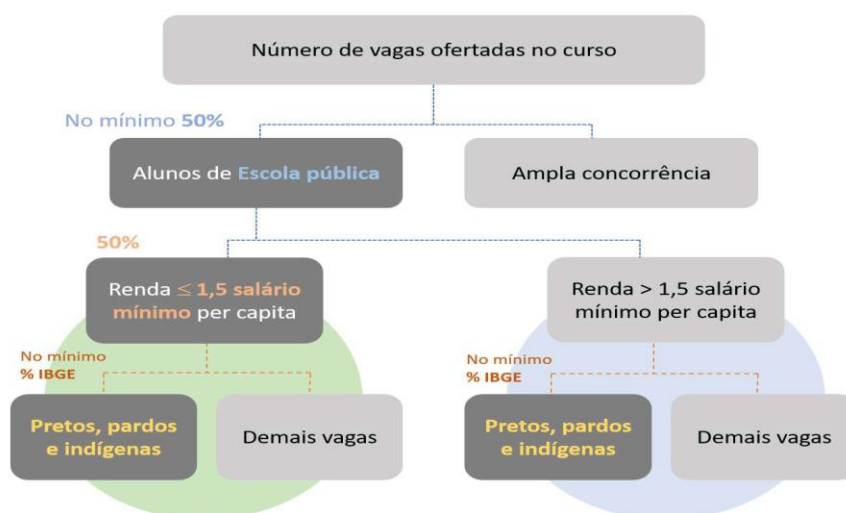 Número de vagas ofertadas no curso
No mínimo 50%
Alunos de Escola pública
Ampla concorrência
50%
Renda ≤ 1,5 salário
mínimo per capita
Renda > 1,5 salário
mínimo per capita
No mínimo
% IBGE
Pretos, pardos
e indígenas
Demais vagas
No mínimo
% IBGE
Pretos, pardos
e indígenas
Demais vagas